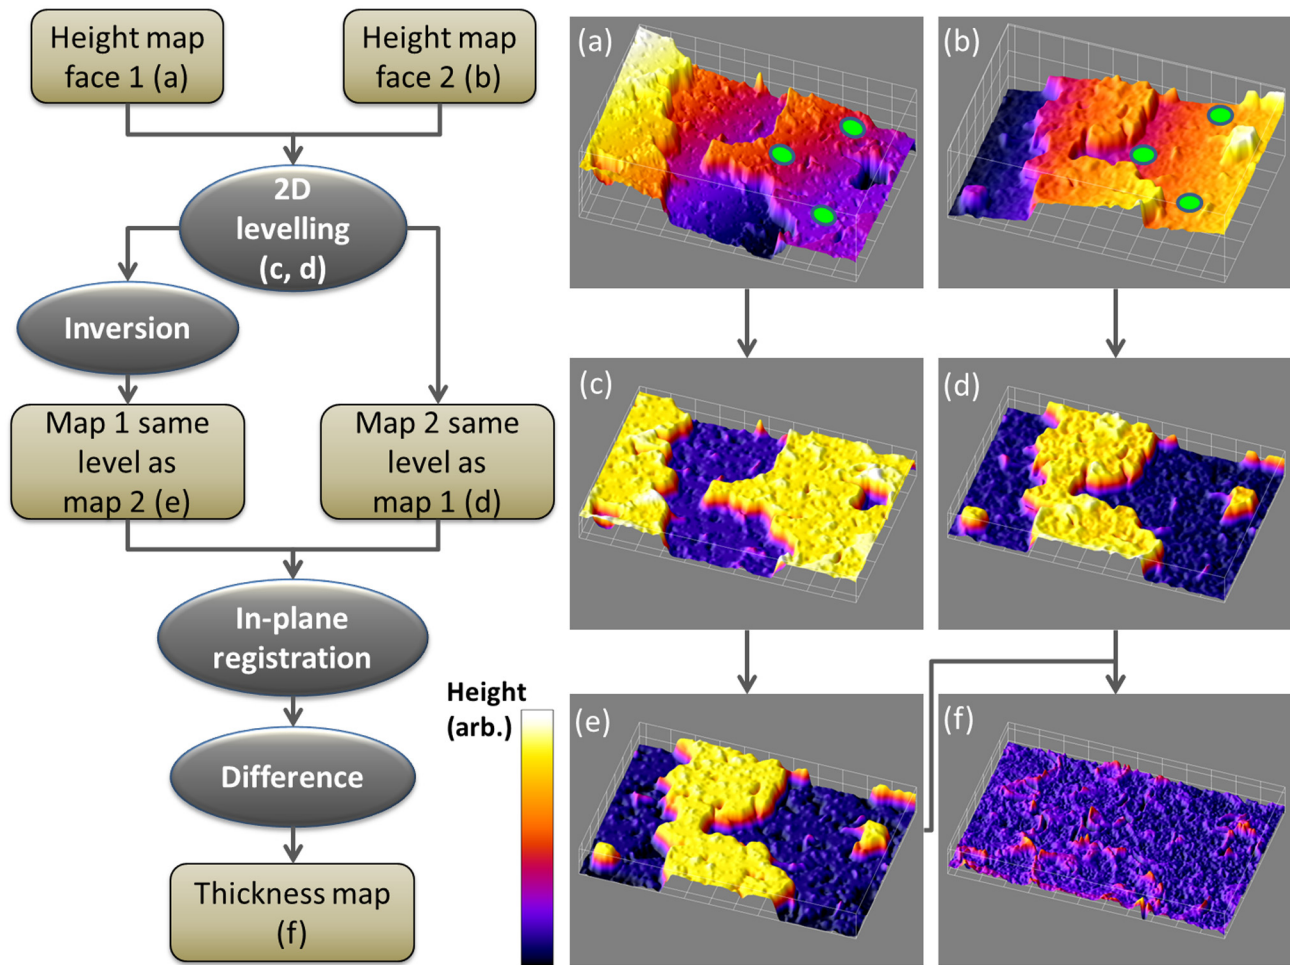 Height map
face 1 (a)
Height map
face 2 (b)
2D
levelling
(c, d)
Inversion
Map 1 same
level as
map 2 (e)
Map 2 same
level as
map 1 (d)
In-plane
registration
Difference
Thickness map
(f)
Height
(arb.)
(a)
(b)
(c)
(d)
(e)
(f)